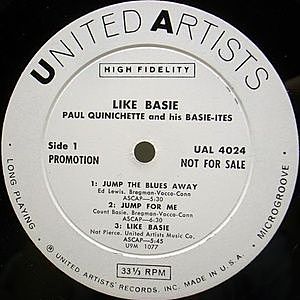 UNITED ARTISTS
HIGH FIDELITY
LIKE BASIE
PAUL QUINICHETTE and his BASIE-ITES
Side 1
UAL 4024
PROMOTION
NOT FOR SALE
1: JUMP THE BLUES AWAY
Ed Lewis. Bregman-Vocco-Conn
ASCAP—5:30
2: JUMP FOR ME
Count Basie. Bregman-Vocco-Conn
ASCAP—6:30
3: LIKE BASIE
Nat Pierce. United Artists Music Co.
ASCAP—5:45
U9M 1077
33⅓ RPM
• LONG PLAYING •
• MICROGROOVE •
UNITED ARTISTS' RECORDS, INC. MADE IN U.S.A.